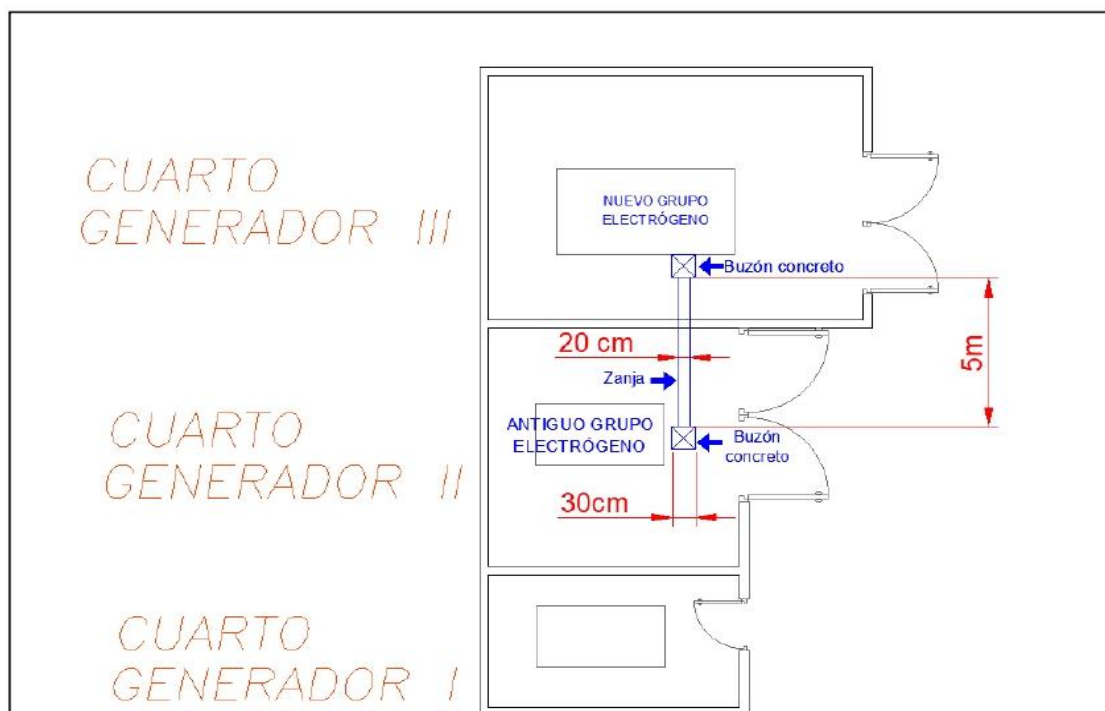 CUARTO
GENERADOR III
NUEVO GRUPO
ELECTRÓGENO
Buzón concreto
20 cm
5m
Zanja
CUARTO
GENERADOR II
ANTIGUO GRUPO
ELECTRÓGENO
Buzón
concreto
30cm
CUARTO
GENERADOR I